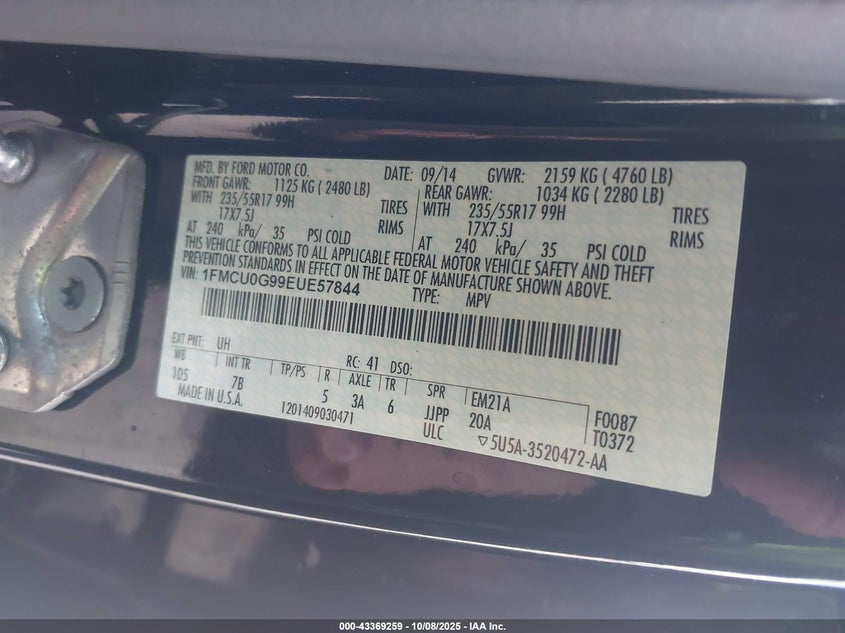 MFD. BY FORD MOTOR CO. DATE: 09/14 GVWR: 2159 KG ( 4760 LB)
FRONT GAWR: 1125 KG ( 2480 LB) REAR GAWR: 1034 KG ( 2280 LB)
WITH 235/55R17 99H TIRES WITH 235/55R17 99H TIRES
17X7.5J RIMS 17X7.5J RIMS
AT 240 kPa/ 35 PSI COLD AT 240 kPa/ 35 PSI COLD
THIS VEHICLE CONFORMS TO ALL APPLICABLE FEDERAL MOTOR VEHICLE SAFETY AND THEFT
PREVENTION STANDARDS IN EFFECT ON THE DATE OF MANUFACTURE SHOWN ABOVE.
VIN: 1FMCU0G99EUE57844 TYPE: MPV
EXT PNT: UH RC: 41 DSO:
WB INT TR TP/PS R AXLE TR SPR EM21A
105 7B 5 3A 6 JJPP 20A F0087
MADE IN U.S.A. 1201409030471 ULC ▽5U5A-3520472-AA T0372
000-43369259 - 10/08/2025 - IAA Inc.